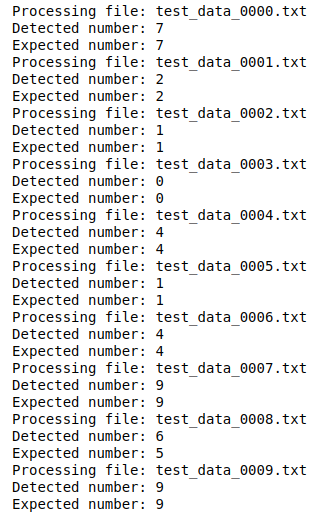 Processing file: test_data_0000.txt
Detected number: 7
Expected number: 7
Processing file: test_data_0001.txt
Detected number: 2
Expected number: 2
Processing file: test_data_0002.txt
Detected number: 1
Expected number: 1
Processing file: test_data_0003.txt
Detected number: 0
Expected number: 0
Processing file: test_data_0004.txt
Detected number: 4
Expected number: 4
Processing file: test_data_0005.txt
Detected number: 1
Expected number: 1
Processing file: test_data_0006.txt
Detected number: 4
Expected number: 4
Processing file: test_data_0007.txt
Detected number: 9
Expected number: 9
Processing file: test_data_0008.txt
Detected number: 6
Expected number: 5
Processing file: test_data_0009.txt
Detected number: 9
Expected number: 9